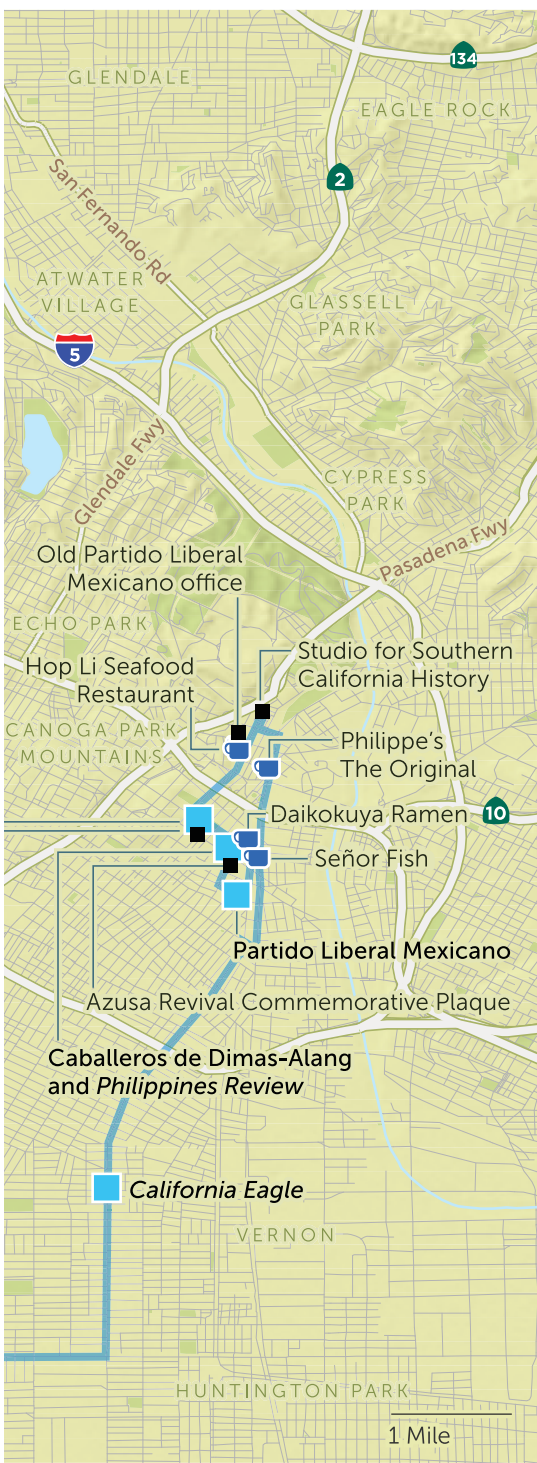 134
GLENDALE
EAGLE ROCK
2
San Fernando Rd
ATWATER
VILLAGE
GLASSELL
PARK
5
Glendale Fwy
CYPRESS
PARK
Pasadena Fwy
Old Partido Liberal
Mexicano office
ECHO PARK
Studio for Southern
California History
Hop Li Seafood
Restaurant
CANOGA PARK
MOUNTAINS
Philippe's
The Original
Daikokuya Ramen
10
Señor Fish
Partido Liberal Mexicano
Azusa Revival Commemorative Plaque
Caballeros de Dimas-Alang
and Philippines Review
California Eagle
VERNON
HUNTINGTON PARK
1 Mile